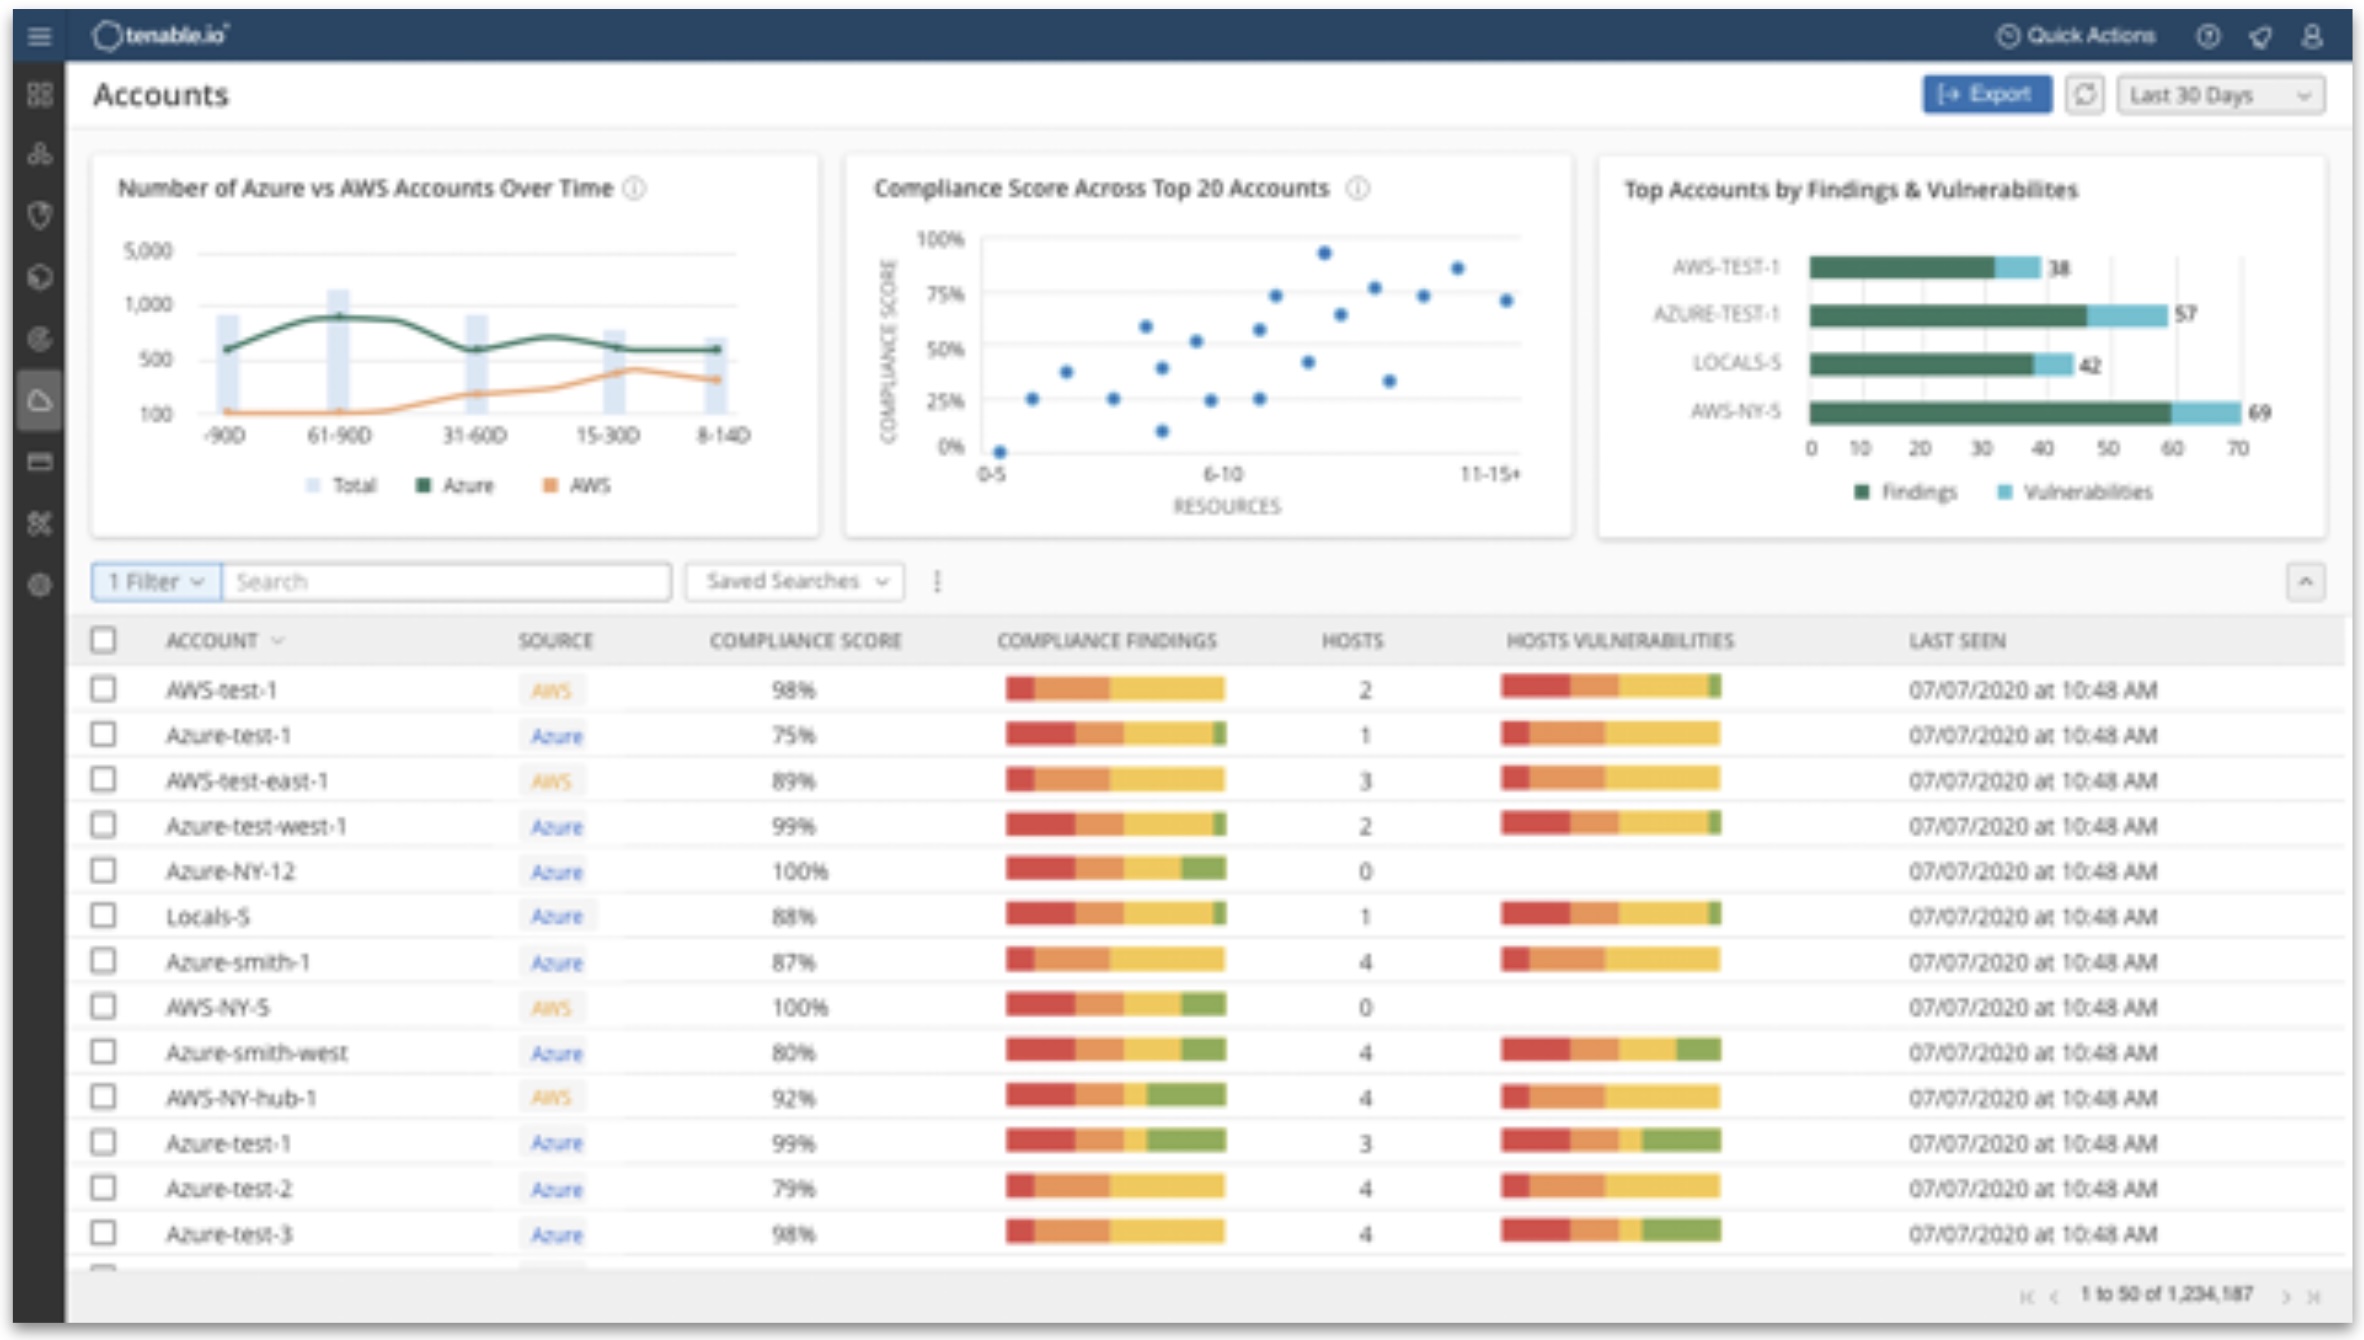 tenable.io
Quick Actions
Accounts
Export
Last 30 Days
Number of Azure vs AWS Accounts Over Time
5,000
1,000
500
100
-90D 61-90D 31-60D 15-30D 8-14D
Total Azure AWS
Compliance Score Across Top 20 Accounts
COMPLIANCE SCORE
100%
75%
50%
25%
0%
0-5 6-10 11-15+
RESOURCES
Top Accounts by Findings & Vulnerabilites
AWS-TEST-1 38
AZURE-TEST-1 57
LOCALS-S 42
AWS-NY-S 69
0 10 20 30 40 50 60 70
Findings Vulnerabilities
1 Filter Search Saved Searches
ACCOUNT SOURCE COMPLIANCE SCORE COMPLIANCE FINDINGS HOSTS HOSTS VULNERABILITIES LAST SEEN
AWS-test-1 AWS 98% 2 07/07/2020 at 10:48 AM
Azure-test-1 Azure 75% 1 07/07/2020 at 10:48 AM
AWS-test-east-1 AWS 89% 3 07/07/2020 at 10:48 AM
Azure-test-west-1 Azure 99% 2 07/07/2020 at 10:48 AM
Azure-NY-12 Azure 100% 0 07/07/2020 at 10:48 AM
Locals-S Azure 88% 1 07/07/2020 at 10:48 AM
Azure-smith-1 Azure 87% 4 07/07/2020 at 10:48 AM
AWS-NY-S AWS 100% 0 07/07/2020 at 10:48 AM
Azure-smith-west Azure 80% 4 07/07/2020 at 10:48 AM
AWS-NY-hub-1 AWS 92% 4 07/07/2020 at 10:48 AM
Azure-test-1 Azure 99% 3 07/07/2020 at 10:48 AM
Azure-test-2 Azure 79% 4 07/07/2020 at 10:48 AM
Azure-test-3 Azure 98% 4 07/07/2020 at 10:48 AM
1 to 50 of 1,234,187